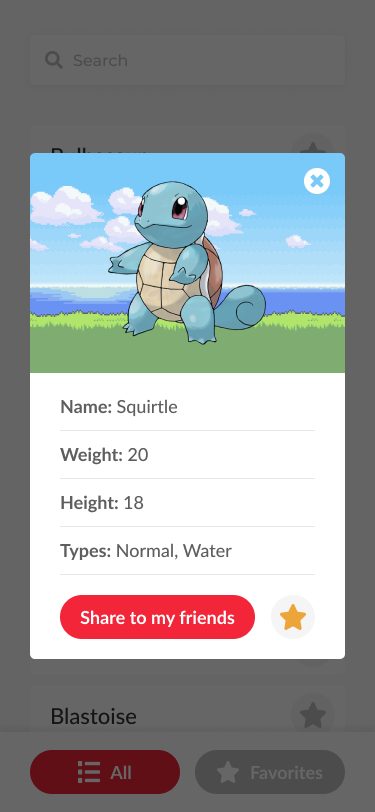 Search
Name: Squirtle
Weight: 20
Height: 18
Types: Normal, Water
Share to my friends
Blastoise
All
Favorites